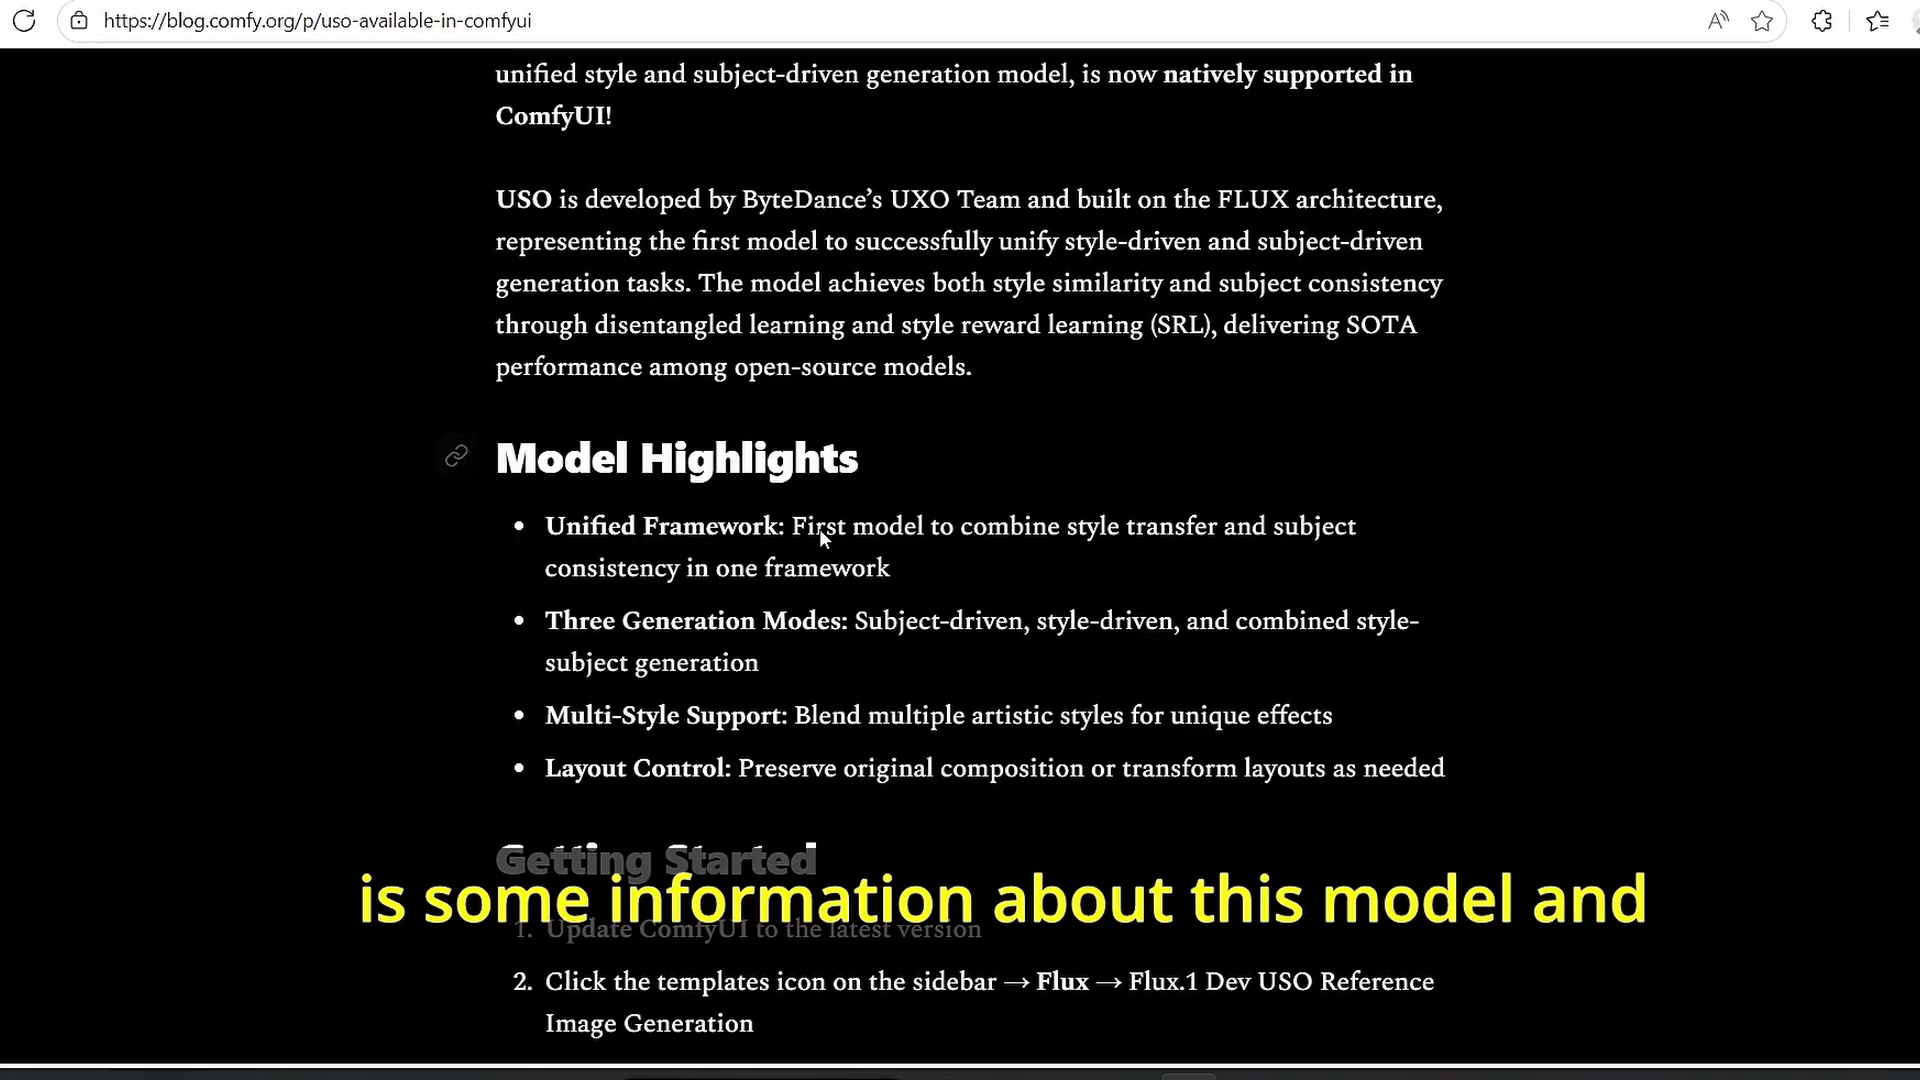 https://blog.comfy.org/p/uso-available-in-comfyui
unified style and subject-driven generation model, is now natively supported in
ComfyUI!
USO is developed by ByteDance’s UXO Team and built on the FLUX architecture,
representing the first model to successfully unify style-driven and subject-driven
generation tasks. The model achieves both style similarity and subject consistency
through disentangled learning and style reward learning (SRL), delivering SOTA
performance among open-source models.
Model Highlights
• Unified Framework: First model to combine style transfer and subject
consistency in one framework
• Three Generation Modes: Subject-driven, style-driven, and combined style-
subject generation
• Multi-Style Support: Blend multiple artistic styles for unique effects
• Layout Control: Preserve original composition or transform layouts as needed
Getting Started
is some information about this model and
1. Update ComfyUI to the latest version
2. Click the templates icon on the sidebar → Flux → Flux.1 Dev USO Reference
Image Generation